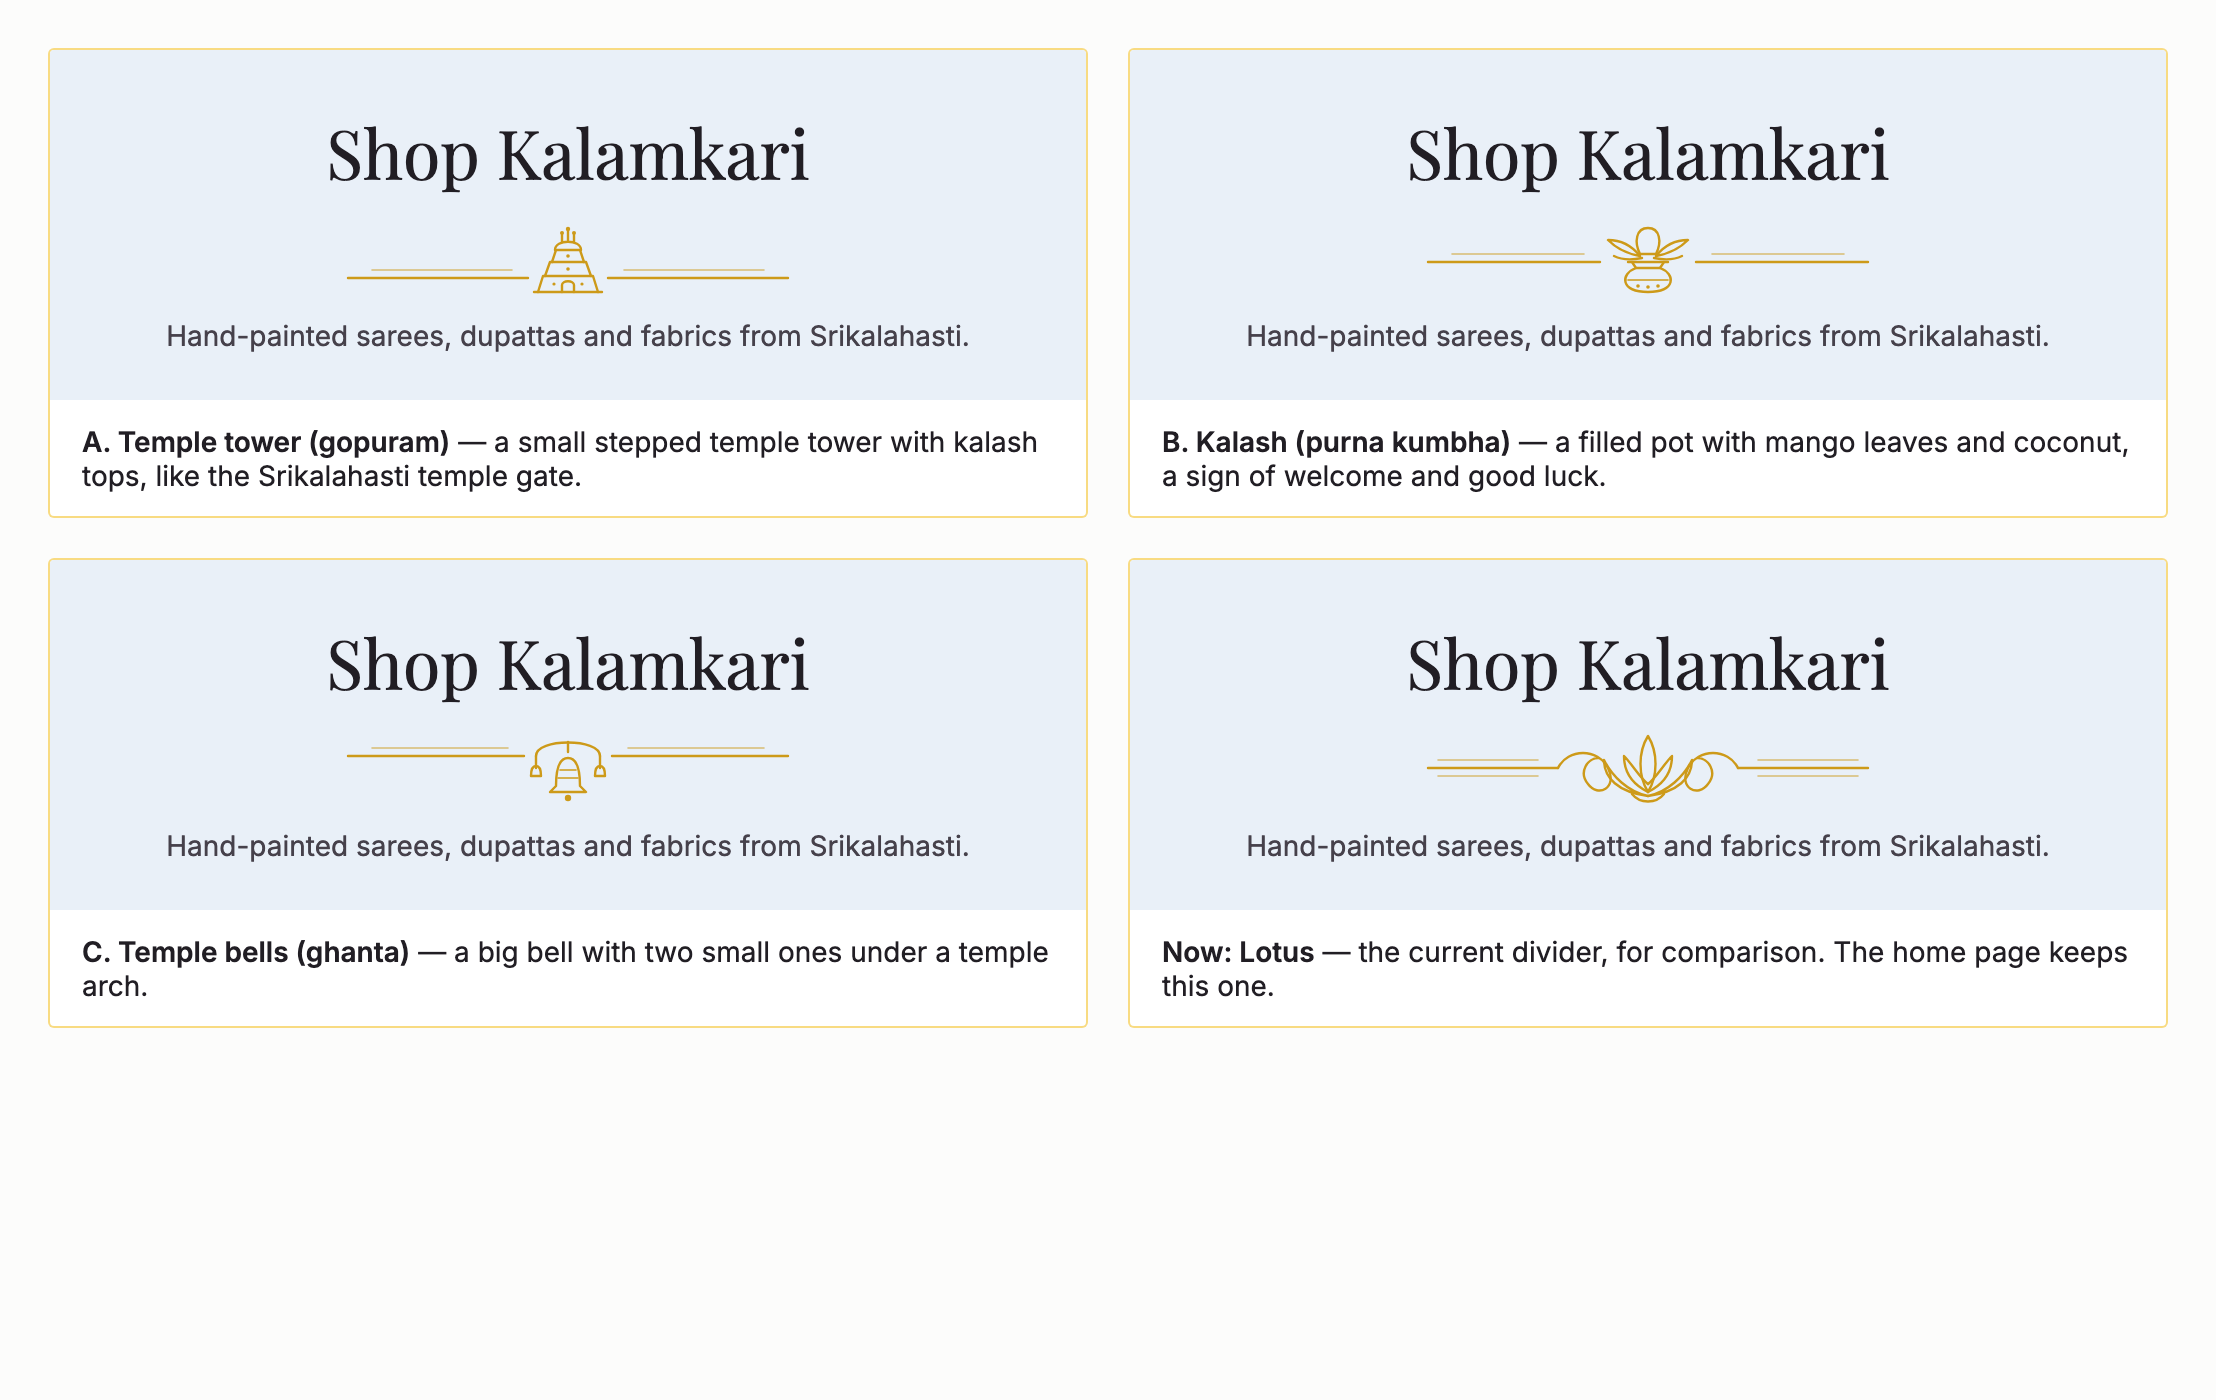 Shop Kalamkari
Hand-painted sarees, dupattas and fabrics from Srikalahasti.
A. Temple tower (gopuram) — a small stepped temple tower with kalash
tops, like the Srikalahasti temple gate.
Shop Kalamkari
Hand-painted sarees, dupattas and fabrics from Srikalahasti.
B. Kalash (purna kumbha) — a filled pot with mango leaves and coconut,
a sign of welcome and good luck.
Shop Kalamkari
Hand-painted sarees, dupattas and fabrics from Srikalahasti.
C. Temple bells (ghanta) — a big bell with two small ones under a temple
arch.
Shop Kalamkari
Hand-painted sarees, dupattas and fabrics from Srikalahasti.
Now: Lotus — the current divider, for comparison. The home page keeps
this one.